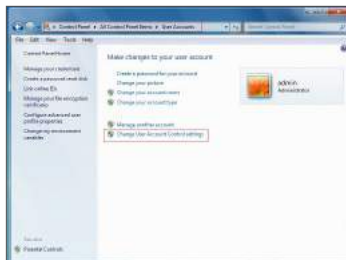 Control Panel ▸ All Control Panel Items ▸ User Accounts
Search Control Panel
File Edit View Tools Help
Control Panel Home
Manage your credentials
Create a password reset disk
Link online IDs
Manage your file encryption
certificates
Configure advanced user
profile properties
Change my environment
variables
Make changes to your user account
Create a password for your account
Change your picture
Change your account name
Change your account type
Manage another account
Change User Account Control settings
admin
Administrator
See also
Parental Controls